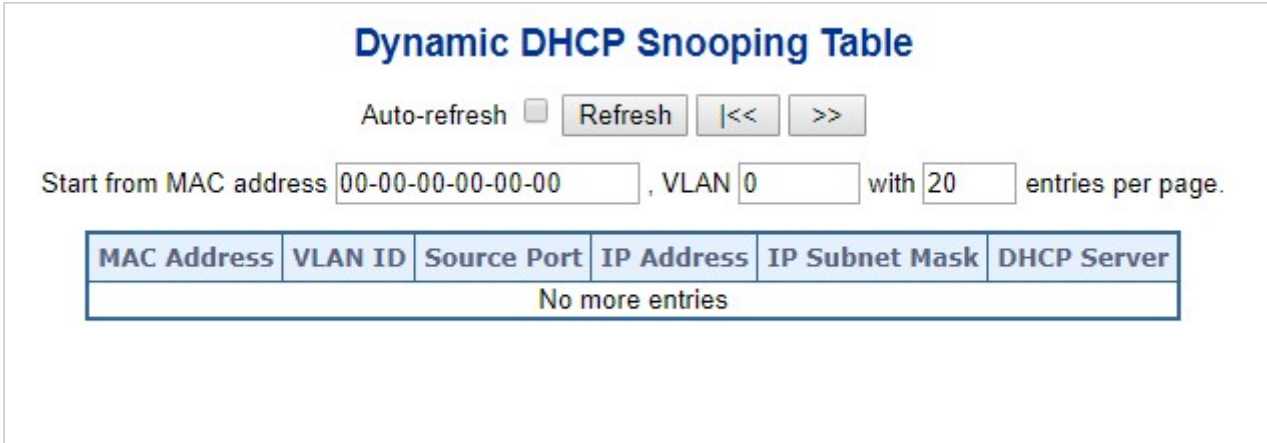 Dynamic DHCP Snooping Table
Auto-refresh Refresh |<< >>
Start from MAC address 00-00-00-00-00-00 , VLAN 0 with 20 entries per page.
MAC Address VLAN ID Source Port IP Address IP Subnet Mask DHCP Server
No more entries